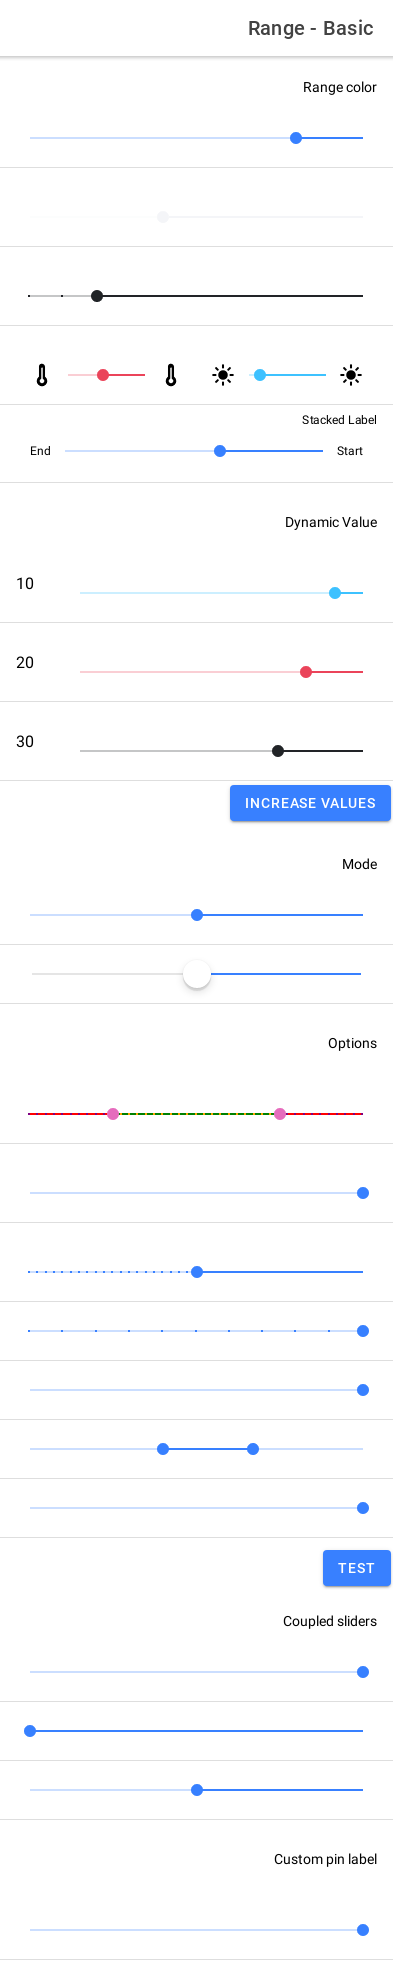 Range - Basic
Range color
Stacked Label
End
Start
Dynamic Value
10
20
30
INCREASE VALUES
Mode
Options
TEST
Coupled sliders
Custom pin label